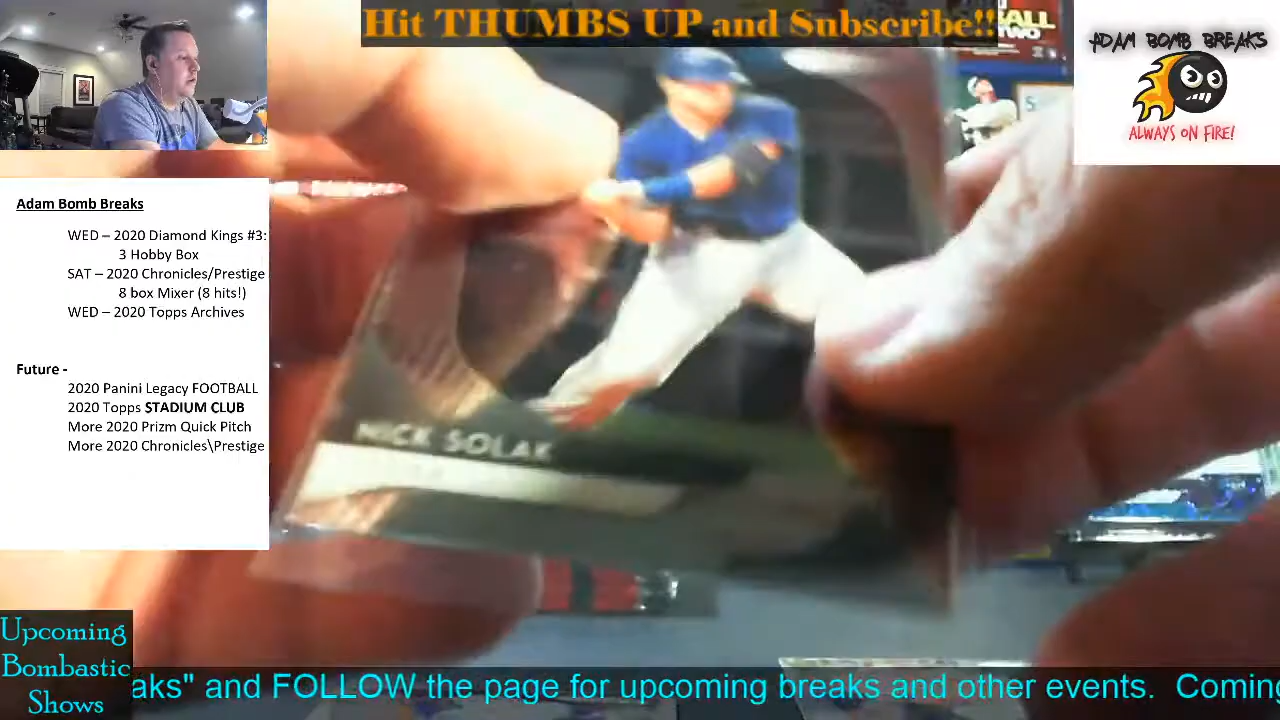 Hit THUMBS UP and Subscribe!!
ALL
TWO
ADAM BOMB BREAKS
ALWAYS ON FIRE!
Adam Bomb Breaks
WED – 2020 Diamond Kings #3:
3 Hobby Box
SAT – 2020 Chronicles/Prestige
8 box Mixer (8 hits!)
WED – 2020 Topps Archives
Future -
2020 Panini Legacy FOOTBALL
2020 Topps STADIUM CLUB
More 2020 Prizm Quick Pitch
More 2020 Chronicles\Prestige
NICK SOLAK
Upcoming
Bombastic
Shows
aks" and FOLLOW the page for upcoming breaks and other events. Coming